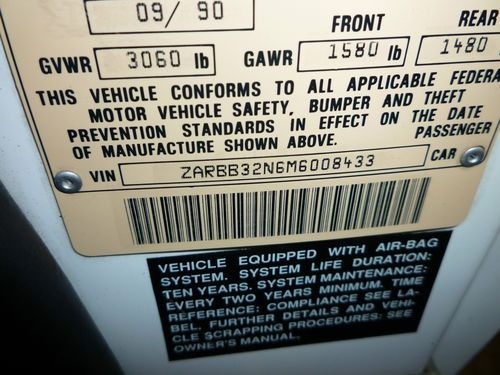 09/90
FRONT REAR
GVWR 3060 lb GAWR 1580 lb 1480
THIS VEHICLE CONFORMS TO ALL APPLICABLE FEDERA
MOTOR VEHICLE SAFETY, BUMPER AND THEFT
PREVENTION STANDARDS IN EFFECT ON THE DATE
OF MANUFACTURE SHOWN ABOVE. PASSENGER
VIN ZARBB32N6M6008433 CAR
VEHICLE EQUIPPED WITH AIR-BAG
SYSTEM. SYSTEM LIFE DURATION:
TEN YEARS. SYSTEM MAINTENANCE:
EVERY TWO YEARS MINIMUM. TIME
REFERENCE: COMPLIANCE SEE LA-
BEL. FURTHER DETAILS AND VEHI-
CLE SCRAPPING PROCEDURES: SEE
OWNER'S MANUAL.